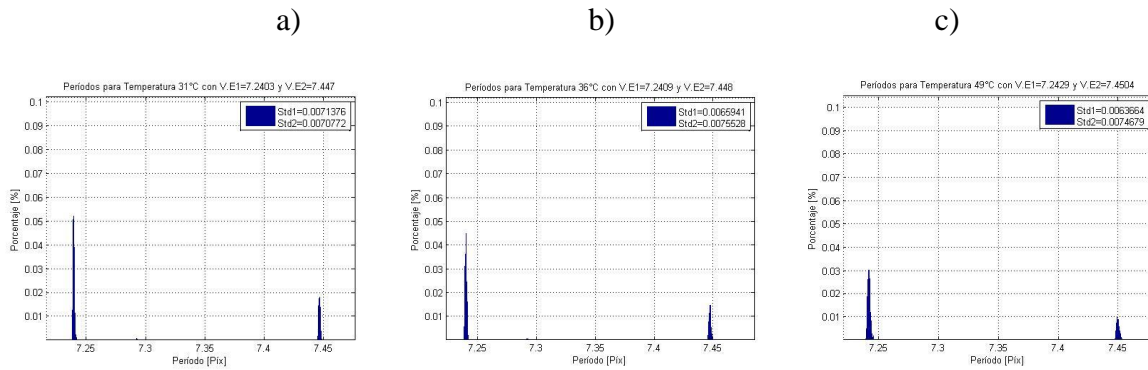 a)
b)
c)
Períodos para Temperatura 31°C con V.E1=7.2403 y V.E2=7.447
0.1
0.09
0.08
0.07
0.06
0.05
0.04
0.03
0.02
0.01
Std1=0.0071376
Std2=0.0070772
7.25
7.3
7.35
7.4
7.45
Porcentaje [%]
Período [Píx]
Períodos para Temperatura 36°C con V.E1=7.2409 y V.E2=7.448
0.1
0.09
0.08
0.07
0.06
0.05
0.04
0.03
0.02
0.01
Std1=0.0065941
Std2=0.0075528
7.25
7.3
7.35
7.4
7.45
Porcentaje [%]
Período [Píx]
Períodos para Temperatura 49°C con V.E1=7.2429 y V.E2=7.4504
0.1
0.09
0.08
0.07
0.06
0.05
0.04
0.03
0.02
0.01
Std1=0.0063664
Std2=0.0074679
7.25
7.3
7.35
7.4
7.45
Porcentaje [%]
Período [Píx]